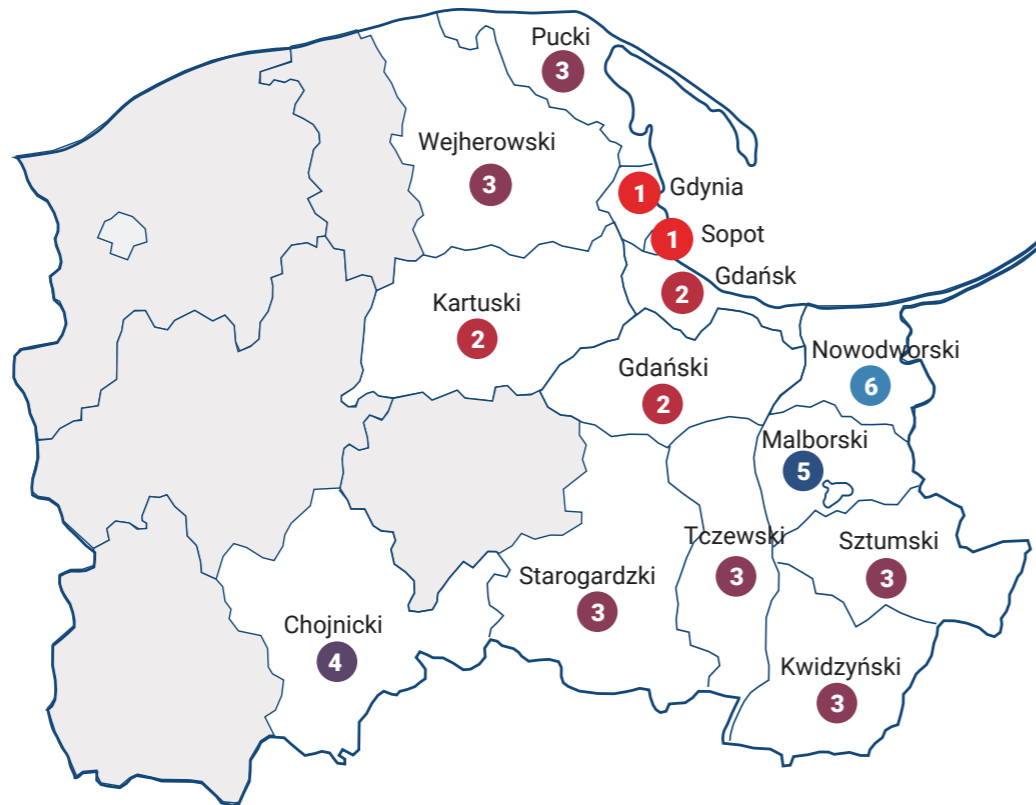 Pucki
3
Wejherowski
3
1 Gdynia
1 Sopot
Gdańsk
2
Kartuski
2
Gdański
2
Nowodworski
6
Malborski
5
Tczewski
3
Sztumski
3
Starogardzki
3
Chojnicki
4
Kwidzyński
3